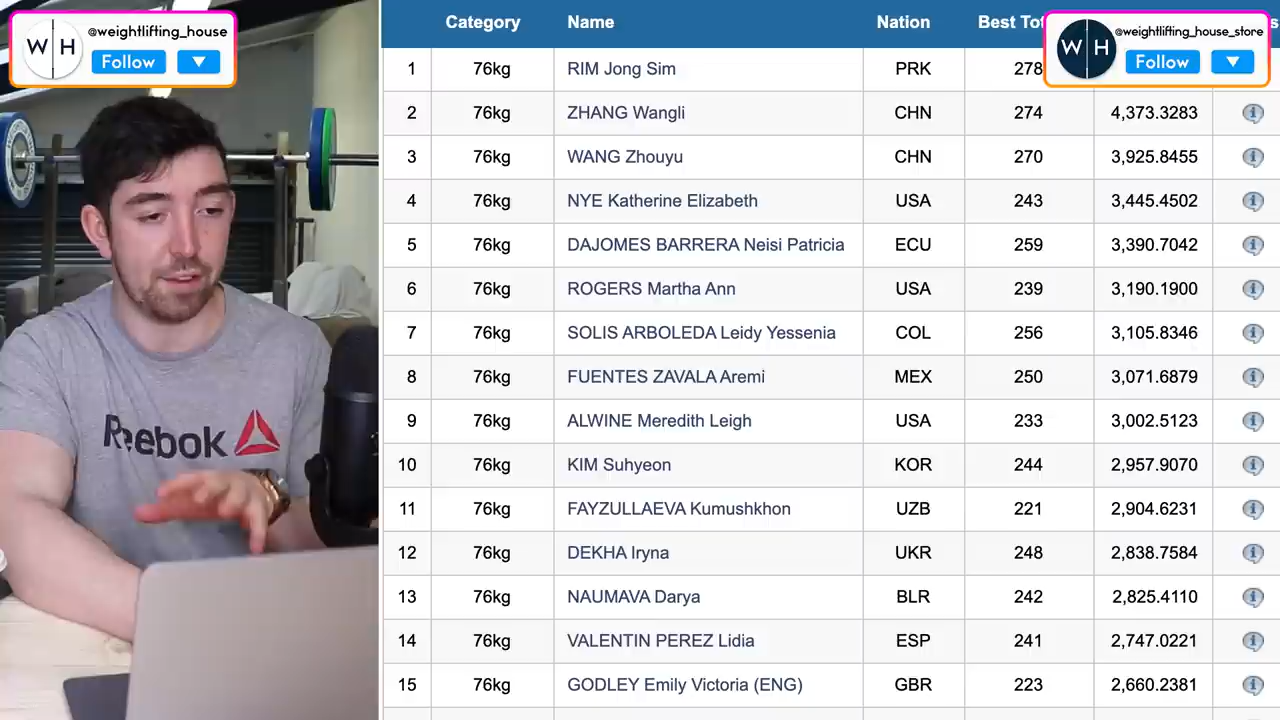 W|H
@weightlifting_house
Follow
W|H
@weightlifting_house_store
Follow
Category Name Nation Best Tot
1 76kg RIM Jong Sim PRK 278
2 76kg ZHANG Wangli CHN 274 4,373.3283
3 76kg WANG Zhouyu CHN 270 3,925.8455
4 76kg NYE Katherine Elizabeth USA 243 3,445.4502
5 76kg DAJOMES BARRERA Neisi Patricia ECU 259 3,390.7042
6 76kg ROGERS Martha Ann USA 239 3,190.1900
7 76kg SOLIS ARBOLEDA Leidy Yessenia COL 256 3,105.8346
8 76kg FUENTES ZAVALA Aremi MEX 250 3,071.6879
9 76kg ALWINE Meredith Leigh USA 233 3,002.5123
10 76kg KIM Suhyeon KOR 244 2,957.9070
11 76kg FAYZULLAEVA Kumushkhon UZB 221 2,904.6231
12 76kg DEKHA Iryna UKR 248 2,838.7584
13 76kg NAUMAVA Darya BLR 242 2,825.4110
14 76kg VALENTIN PEREZ Lidia ESP 241 2,747.0221
15 76kg GODLEY Emily Victoria (ENG) GBR 223 2,660.2381
Reebok